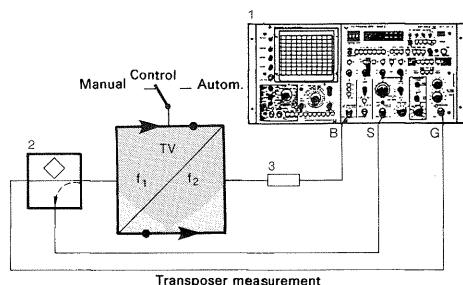 1
Manual Control Autom.
B S G
2
TV
f1 f2
3
Transposer measurement